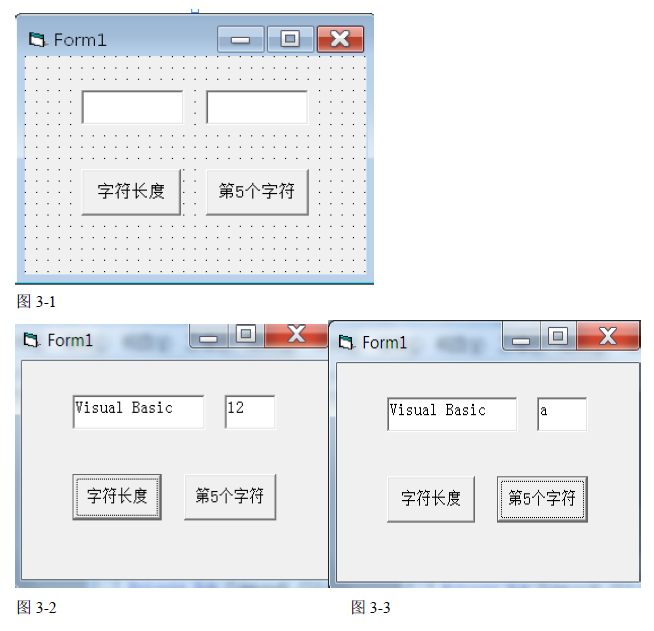 Form1
字符长度 第5个字符
图 3-1
Form1
Visual Basic 12
字符长度 第5个字符
图 3-2
Form1
Visual Basic a
字符长度 第5个字符
图 3-3